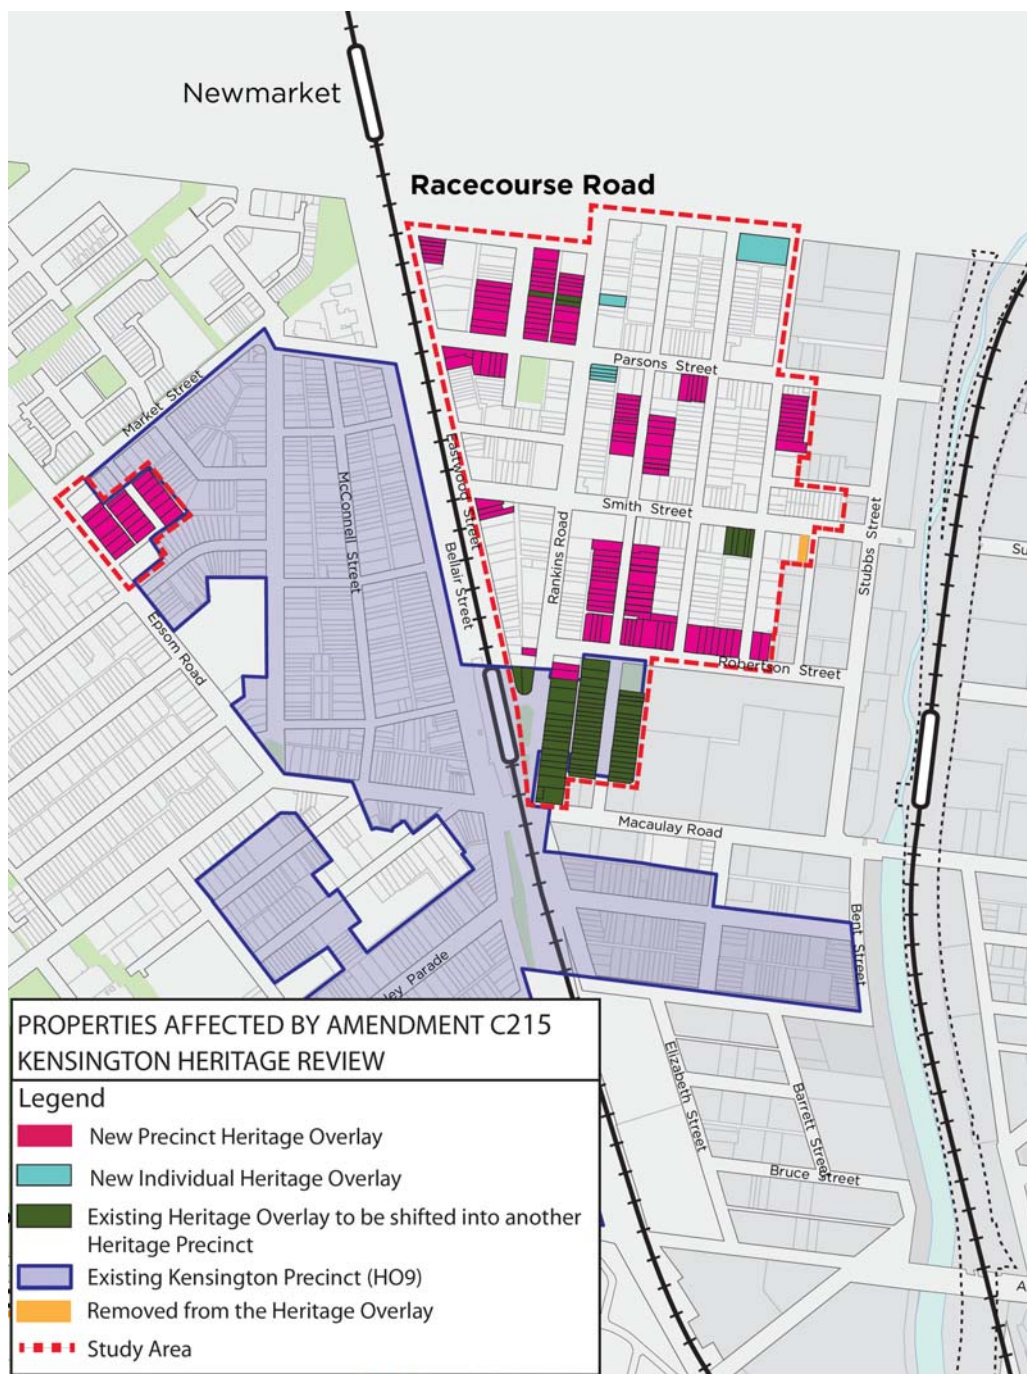 Newmarket
Racecourse Road
Parsons Street
Market Street
McConnell Street
Eastwood Street
Bellair Street
Rankins Road
Smith Street
Stubbs Street
Su
Epsom Road
Robertson Street
Macaulay Road
Bent Street
ley Parade
Elizabeth Street
Barrett Street
Bruce Street
A
PROPERTIES AFFECTED BY AMENDMENT C215
KENSINGTON HERITAGE REVIEW
Legend
New Precinct Heritage Overlay
New Individual Heritage Overlay
Existing Heritage Overlay to be shifted into another
Heritage Precinct
Existing Kensington Precinct (HO9)
Removed from the Heritage Overlay
Study Area